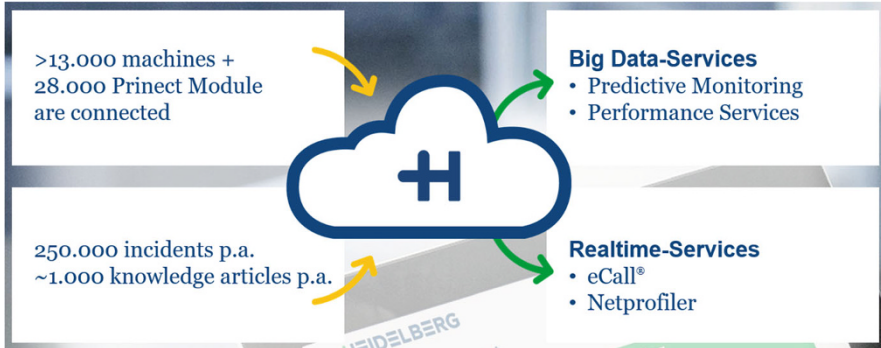 >13.000 machines +
28.000 Prinect Module
are connected
250.000 incidents p.a.
~1.000 knowledge articles p.a.
H
Big Data-Services
• Predictive Monitoring
• Performance Services
Realtime-Services
• eCall®
• Netprofiler
HEIDELBERG